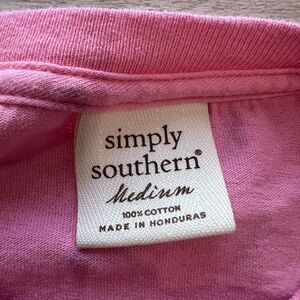 simply
southern®
Medium
100% COTTON
MADE IN HONDURAS